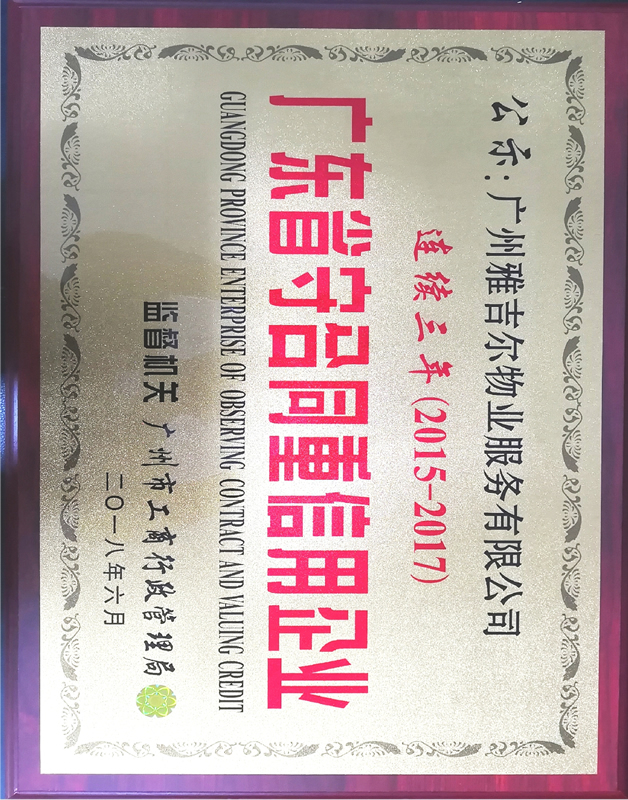 公示:广州雅吉尔物业服务有限公司
连续三年(2015-2017)
广东省守合同重信用企业
GUANGDONG PROVINCE ENTERPRISE OF OBSERVING CONTRACT AND VALUING CREDIT
监督机关 广州市工商行政管理局
二〇一八年六月